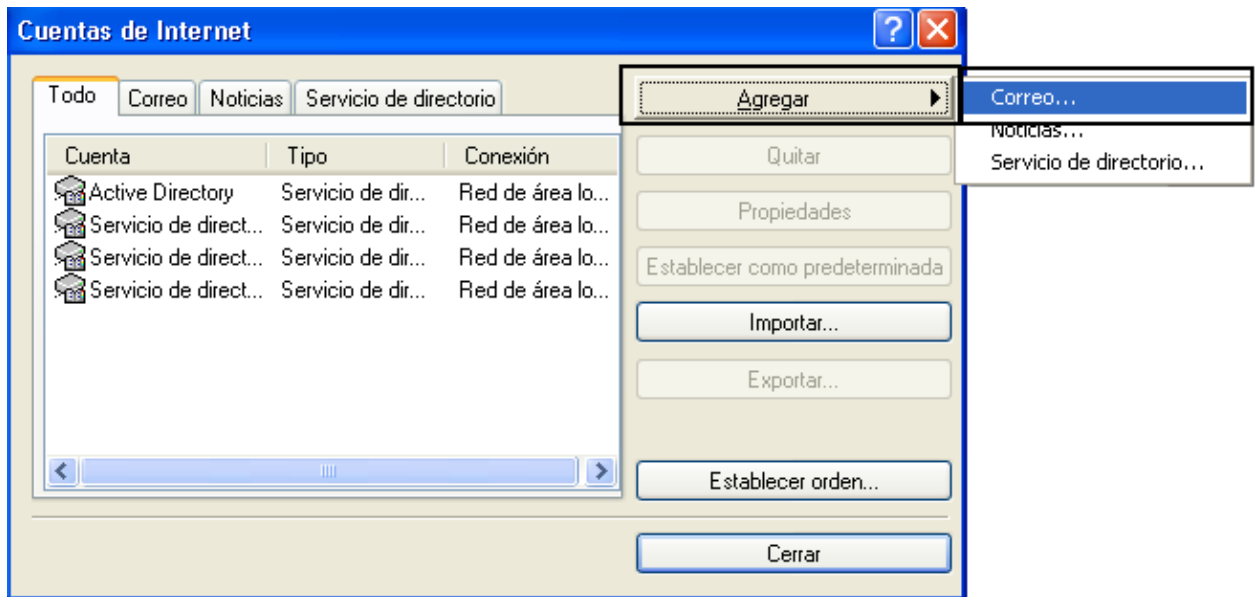 Cuentas de Internet
Todo Correo Noticias Servicio de directorio
Agregar
Correo...
Noticias...
Servicio de directorio...
Cuenta Tipo Conexión
Active Directory Servicio de dir... Red de área lo...
Servicio de direct... Servicio de dir... Red de área lo...
Servicio de direct... Servicio de dir... Red de área lo...
Servicio de direct... Servicio de dir... Red de área lo...
Quitar
Propiedades
Establecer como predeterminada
Importar...
Exportar...
Establecer orden...
Cerrar